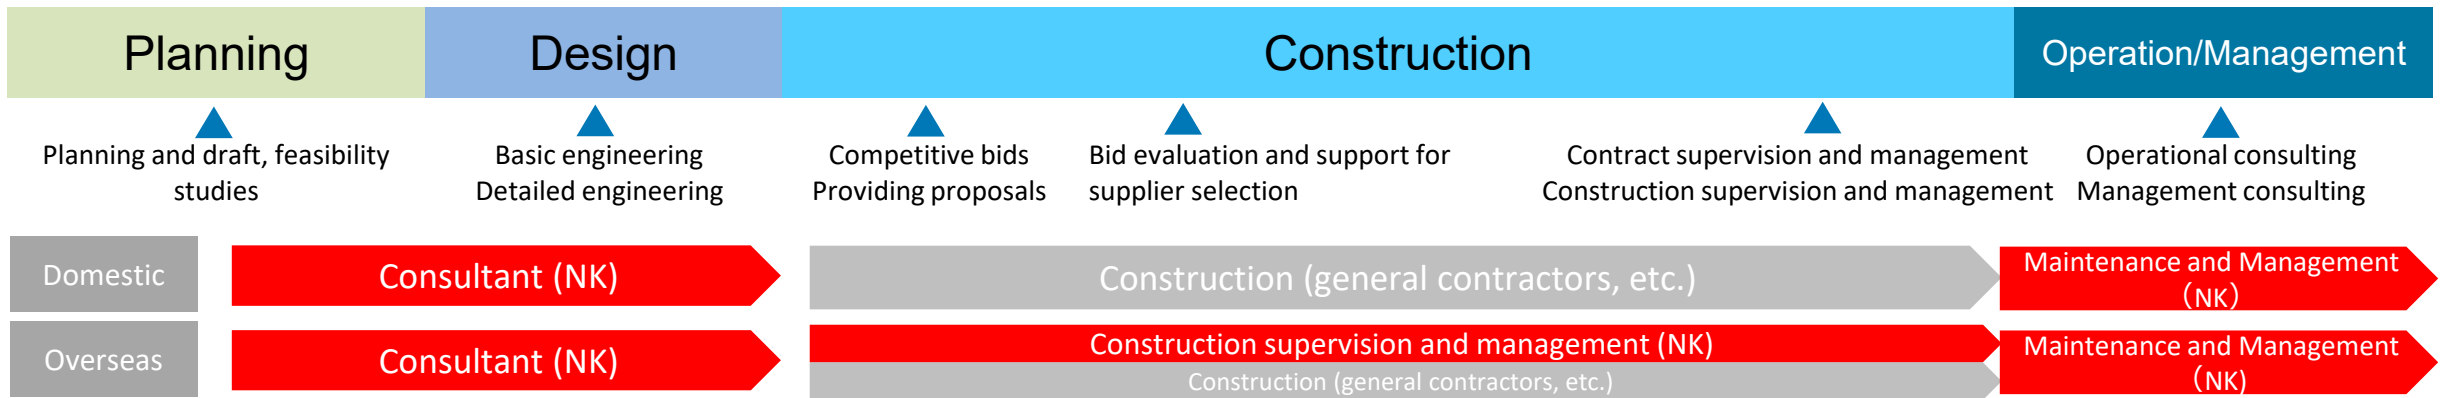 Planning
Design
Construction
Operation/Management
Planning and draft, feasibility
studies
Basic engineering
Detailed engineering
Competitive bids
Providing proposals
Bid evaluation and support for
supplier selection
Contract supervision and management
Construction supervision and management
Operational consulting
Management consulting
Domestic
Consultant (NK)
Construction (general contractors, etc.)
Maintenance and Management
（NK）
Overseas
Consultant (NK)
Construction supervision and management (NK)
Construction (general contractors, etc.)
Maintenance and Management
（NK)